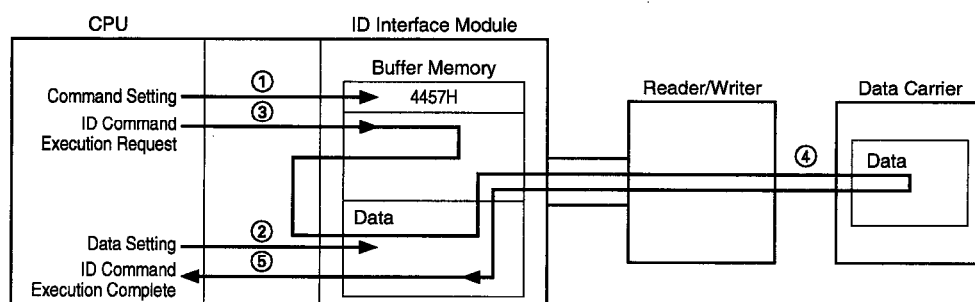 CPU
ID Interface Module
Buffer Memory
Reader/Writer
Data Carrier
①
Command Setting
4457H
③
ID Command
Execution Request
④
Data
Data
②
Data Setting
⑤
ID Command
Execution Complete